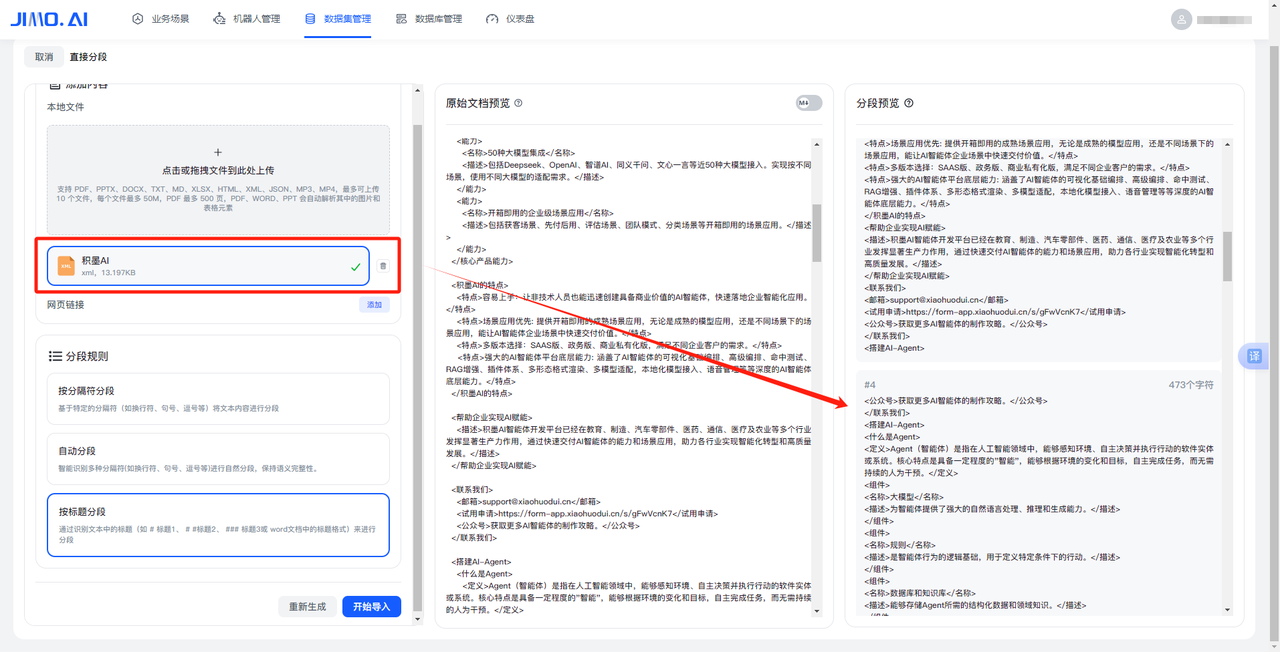 JIMO.AI
业务场景
机器人管理
数据集管理
数据库管理
仪表盘
取消
直接分段
添加内容
本地文件
+
点击或拖拽文件到此处上传
支持 PDF、PPTX、DOCX、TXT、MD、XLSX、HTML、XML、JSON、MP3、MP4，最多可上传
10 个文件，每个文件最多 50M，PDF 最多 500 页，PDF、WORD、PPT 会自动解析其中的图片和
表格元素
XML
积墨AI
xml，13.197KB
网页链接
添加
分段规则
按分隔符分段
基于特定的分隔符（如换行符、句号、逗号等）将文本内容进行分段
自动分段
智能识别多种分隔符(如换行符、句号、逗号等)进行自然分段，保持语义完整性。
按标题分段
通过识别文本中的标题（如 # 标题1、 # #标题2、 ### 标题3或 word文档中的标题格式）来进行
分段
重新生成
开始导入
原始文档预览
M↓
<能力>
<名称>50种大模型集成</名称>
<描述>包括Deepseek、OpenAI、智谱AI、同义千问、文心一言等近50种大模型接入。实现按不同
场景，使用不同大模型的适配需求。</描述>
</能力>
<能力>
<名称>开箱即用的企业级场景应用</名称>
<描述>包括获客场景、先付后用、评估场景、团队模式、分类场景等开箱即用的场景应用。</描述
>
</能力>
</核心产品能力>
<积墨AI的特点>
<特点>容易上手：让非技术人员也能迅速创建具备商业价值的AI智能体，快速落地企业智能化应用。
</特点>
<特点>场景应用优先: 提供开箱即用的成熟场景应用，无论是成熟的模型应用，还是不同场景下的场
景应用，能让AI智能体企业场景中快速交付价值。</特点>
<特点>多版本选择：SAAS版、政务版、商业私有化版，满足不同企业客户的需求。</特点>
<特点>强大的AI智能体平台底层能力: 涵盖了AI智能体的可视化基础编排、高级编排、命中测试、
RAG增强、插件体系、多形态格式渲染、多模型适配，本地化模型接入、语音管理等等深度的AI智能体
底层能力。</特点>
</积墨AI的特点>
<帮助企业实现AI赋能>
<描述>积墨AI智能体开发平台已经在教育、制造、汽车零部件、医药、通信、医疗及农业等多个行业
发挥显著生产力作用，通过快速交付AI智能体的能力和场景应用，助力各行业实现智能化转型和高质量
发展。</描述>
</帮助企业实现AI赋能>
<联系我们>
<邮箱>support@xiaohuodui.cn</邮箱>
<试用申请>https://form-app.xiaohuodui.cn/s/gFwVcnK7</试用申请>
<公众号>获取更多AI智能体的制作攻略。</公众号>
</联系我们>
<搭建AI-Agent>
<什么是Agent>
<定义>Agent（智能体）是指在人工智能领域中，能够感知环境、自主决策并执行行动的软件实体
或系统。核心特点是具备一定程度的"智能"，能够根据环境的变化和目标，自主完成任务，而无需持续
的人为干预。</定义>
分段预览
<特点>场景应用优先: 提供开箱即用的成熟场景应用，无论是成熟的模型应用，还是不同场景下的
场景应用，能让AI智能体企业场景中快速交付价值。</特点>
<特点>多版本选择：SAAS版、政务版、商业私有化版，满足不同企业客户的需求。</特点>
<特点>强大的AI智能体平台底层能力: 涵盖了AI智能体的可视化基础编排、高级编排、命中测试、
RAG增强、插件体系、多形态格式渲染、多模型适配，本地化模型接入、语音管理等等深度的AI智
能体底层能力。</特点>
</积墨AI的特点>
<帮助企业实现AI赋能>
<描述>积墨AI智能体开发平台已经在教育、制造、汽车零部件、医药、通信、医疗及农业等多个行
业发挥显著生产力作用，通过快速交付AI智能体的能力和场景应用，助力各行业实现智能化转型和
高质量发展。</描述>
</帮助企业实现AI赋能>
<联系我们>
<邮箱>support@xiaohuodui.cn</邮箱>
<试用申请>https://form-app.xiaohuodui.cn/s/gFwVcnK7</试用申请>
<公众号>获取更多AI智能体的制作攻略。</公众号>
</联系我们>
<搭建AI-Agent>
#4
473个字符
<公众号>获取更多AI智能体的制作攻略。</公众号>
</联系我们>
<搭建AI-Agent>
<什么是Agent>
<定义>Agent（智能体）是指在人工智能领域中，能够感知环境、自主决策并执行行动的软件实体
或系统。核心特点是具备一定程度的"智能"，能够根据环境的变化和目标，自主完成任务，而无需
持续的人为干预。</定义>
<组件>
<名称>大模型</名称>
<描述>为智能体提供了强大的自然语言处理、推理和生成能力。</描述>
</组件>
<组件>
<名称>规则</名称>
<描述>是智能体行为的逻辑基础，用于定义特定条件下的行动。</描述>
</组件>
<组件>
<名称>数据库和知识库</名称>
<描述>能够存储Agent所需的结构化数据和领域知识。</描述>
译